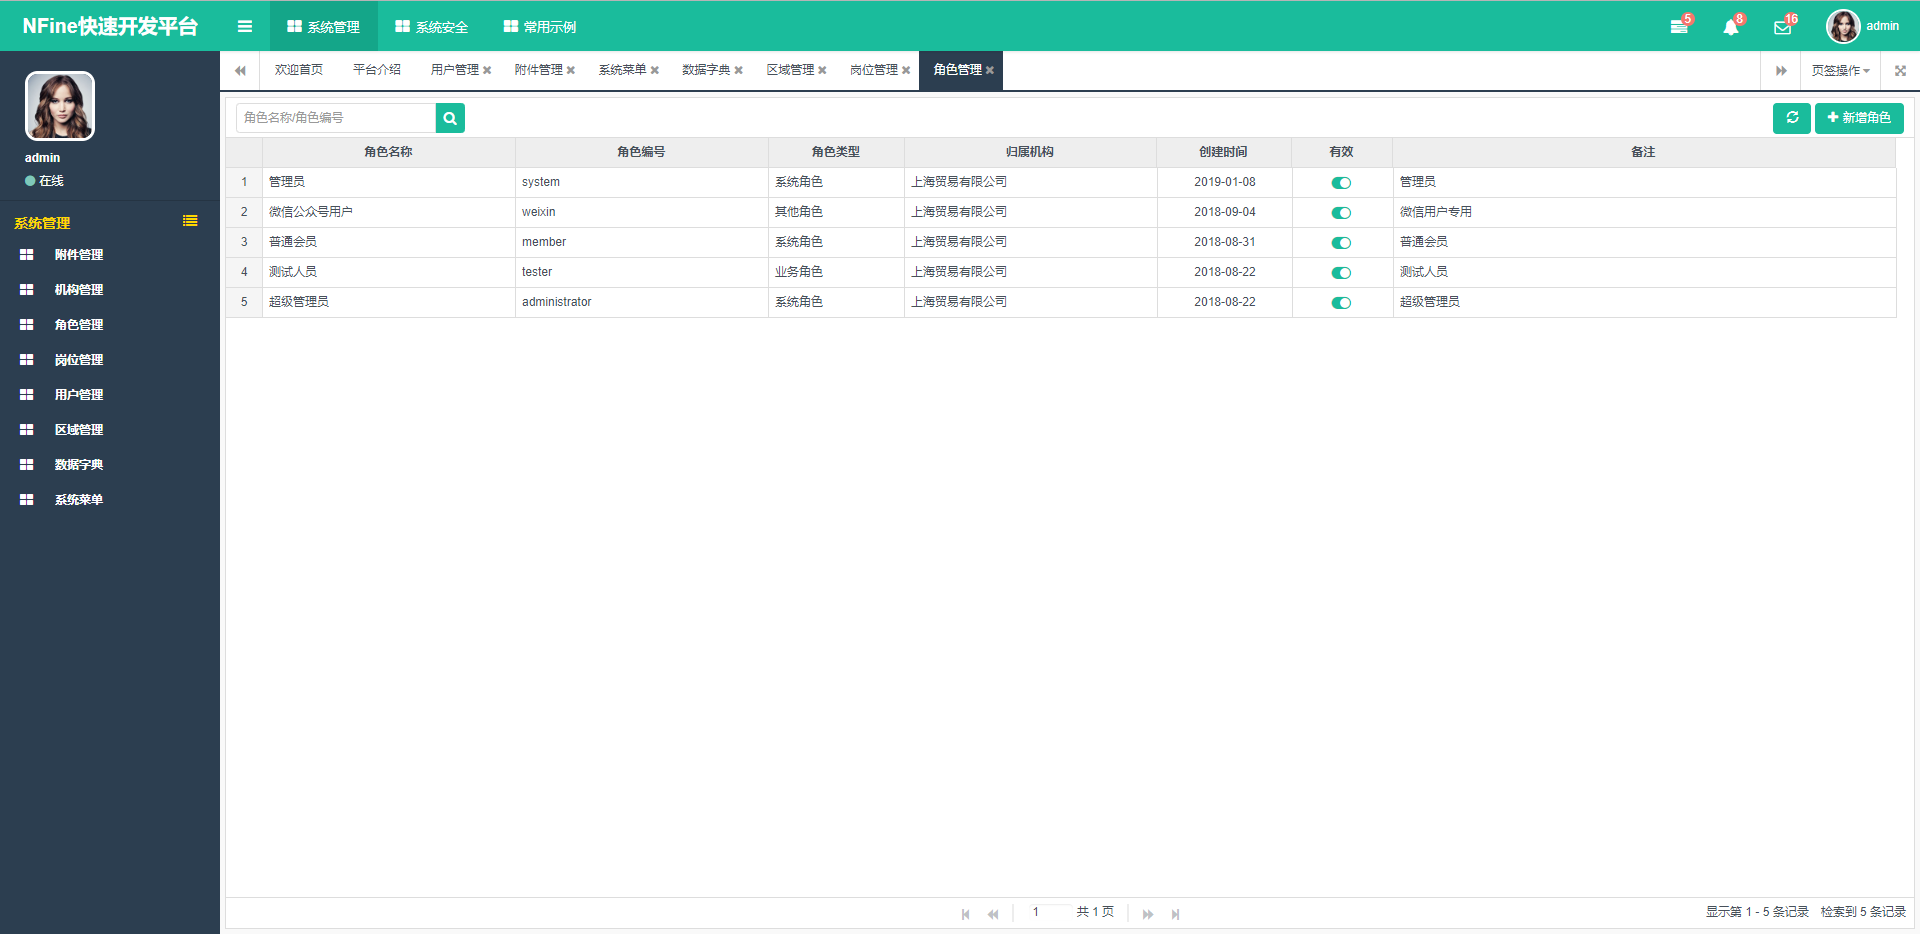 NFine快速开发平台 系统管理 系统安全 常用示例 5 8 16 admin
欢迎首页 平台介绍 用户管理 附件管理 系统菜单 数据字典 区域管理 岗位管理 角色管理 页签操作
admin
在线
系统管理
附件管理
机构管理
角色管理
岗位管理
用户管理
区域管理
数据字典
系统菜单
角色名称/角色编号 新增角色
角色名称 角色编号 角色类型 归属机构 创建时间 有效 备注
1 管理员 system 系统角色 上海贸易有限公司 2019-01-08 管理员
2 微信公众号用户 weixin 其他角色 上海贸易有限公司 2018-09-04 微信用户专用
3 普通会员 member 系统角色 上海贸易有限公司 2018-08-31 普通会员
4 测试人员 tester 业务角色 上海贸易有限公司 2018-08-22 测试人员
5 超级管理员 administrator 系统角色 上海贸易有限公司 2018-08-22 超级管理员
1 共 1 页 显示第 1 - 5 条记录 检索到 5 条记录